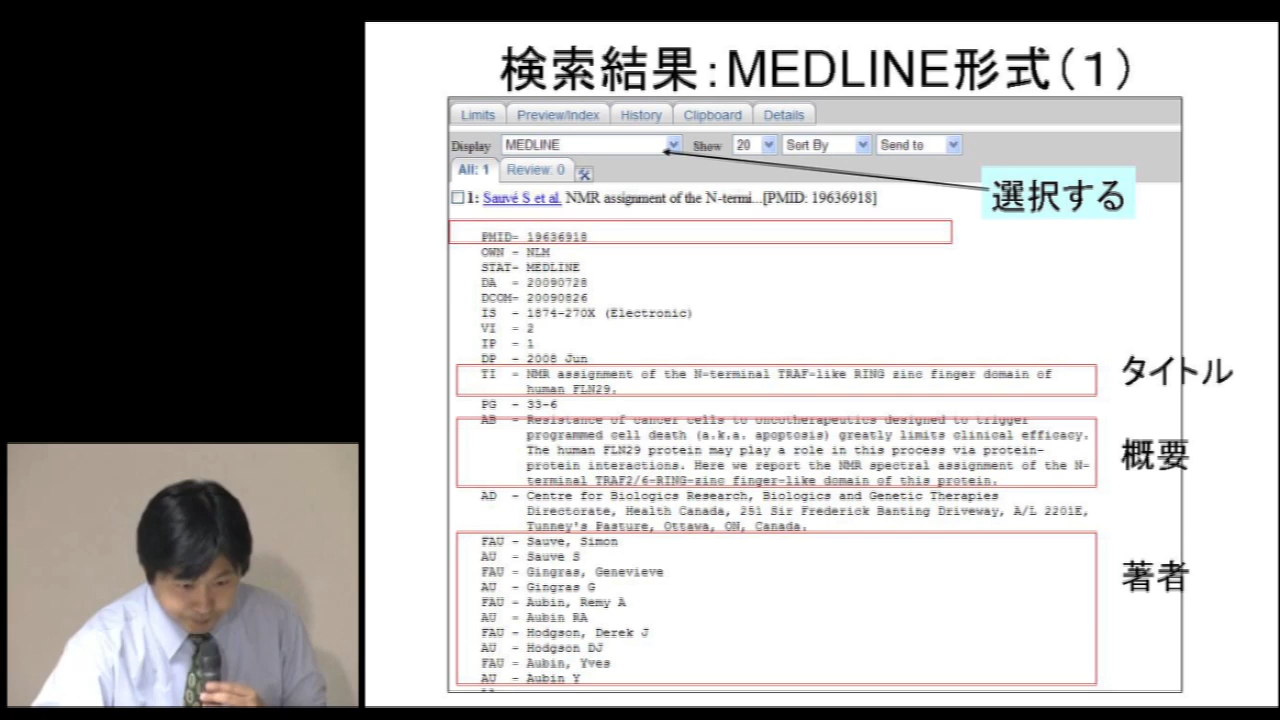 検索結果：MEDLINE形式（１）
Limits Preview/Index History Clipboard Details
Display MEDLINE Show 20 Sort By Send to
All: 1 Review: 0
選択する
1: Sauvé S et al. NMR assignment of the N-termi...[PMID: 19636918]
PMID- 19636918
OWN - NLM
STAT- MEDLINE
DA - 20090728
DCOM- 20090826
IS - 1874-270X (Electronic)
VI - 2
IP - 1
DP - 2008 Jun
TI - NMR assignment of the N-terminal TRAF-like RING zinc finger domain of
human FLN29.
タイトル
PG - 33-6
AB - Resistance of cancer cells to oncotherapeutics designed to trigger
programmed cell death (a.k.a. apoptosis) greatly limits clinical efficacy.
The human FLN29 protein may play a role in this process via protein-
protein interactions. Here we report the NMR spectral assignment of the N-
terminal TRAF2/6-RING-zinc finger-like domain of this protein.
概要
AD - Centre for Biologics Research, Biologics and Genetic Therapies
Directorate, Health Canada, 251 Sir Frederick Banting Driveway, A/L 2201E,
Tunney's Pasture, Ottawa, ON, Canada.
FAU - Sauve, Simon
AU - Sauve S
FAU - Gingras, Genevieve
AU - Gingras G
FAU - Aubin, Remy A
AU - Aubin RA
FAU - Hodgson, Derek J
AU - Hodgson DJ
FAU - Aubin, Yves
AU - Aubin Y
著者